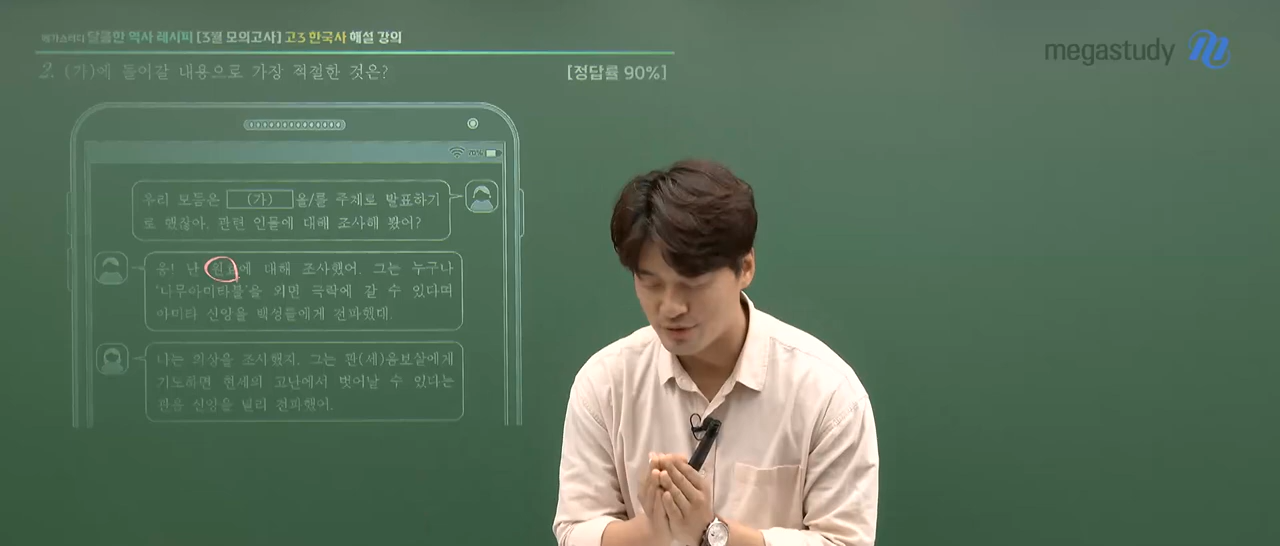 메가스터디 달콤한 역사 레시피 [3월 모의고사] 고3 한국사 해설 강의
megastudy
2. (가)에 들어갈 내용으로 가장 적절한 것은?
[정답률 90%]
70%
우리 모둠은 (가) 을/를 주제로 발표하기
로 했잖아. 관련 인물에 대해 조사해 봤어?
응! 난 원효에 대해 조사했어. 그는 누구나
'나무아미타불'을 외면 극락에 갈 수 있다며
아미타 신앙을 백성들에게 전파했대.
나는 의상을 조사했지. 그는 관(세)음보살에게
기도하면 현세의 고난에서 벗어날 수 있다는
관음 신앙을 널리 전파했어.